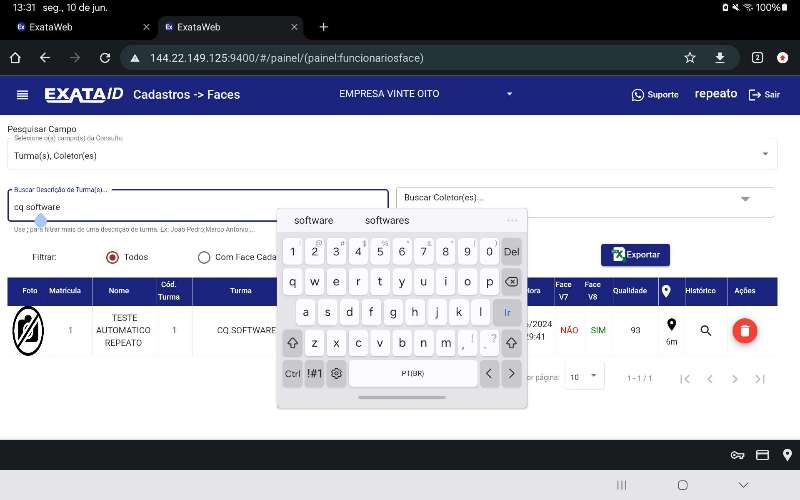 13:31 seg., 10 de jun. 100%
ExataWeb ExataWeb
144.22.149.125:9400/#/painel/(painel:funcionariosface) 2
EXATAID Cadastros -> Faces EMPRESA VINTE OITO Suporte repeato Sair
Pesquisar Campo
Selecione o(s) campo(s) da Consulta
Turma(s), Coletor(es)
Buscar Descrição de Turma(s)...
cq software
Buscar Coletor(es)...
Use ; para filtrar mais de uma descrição de turma. Ex: João Pedro;Marco Antonio...
software softwares ...
Filtrar: Todos Com Face Cada
Exportar
1 2 3 4 5 6 7 8 9 0 Del
q w e r t y u i o p
a s d f g h j k l Ir
z x c v b n m , .
Ctrl !#1 PT(BR)
Foto Matrícula Nome Cód. Turma Turma Hora Face V7 Face V8 Qualidade Histórico Ações
1 TESTE AUTOMATICO REPEATO 1 CQ SOFTWARE /2024 29:41 NÃO SIM 93 6m
por página: 10 1 - 1 / 1